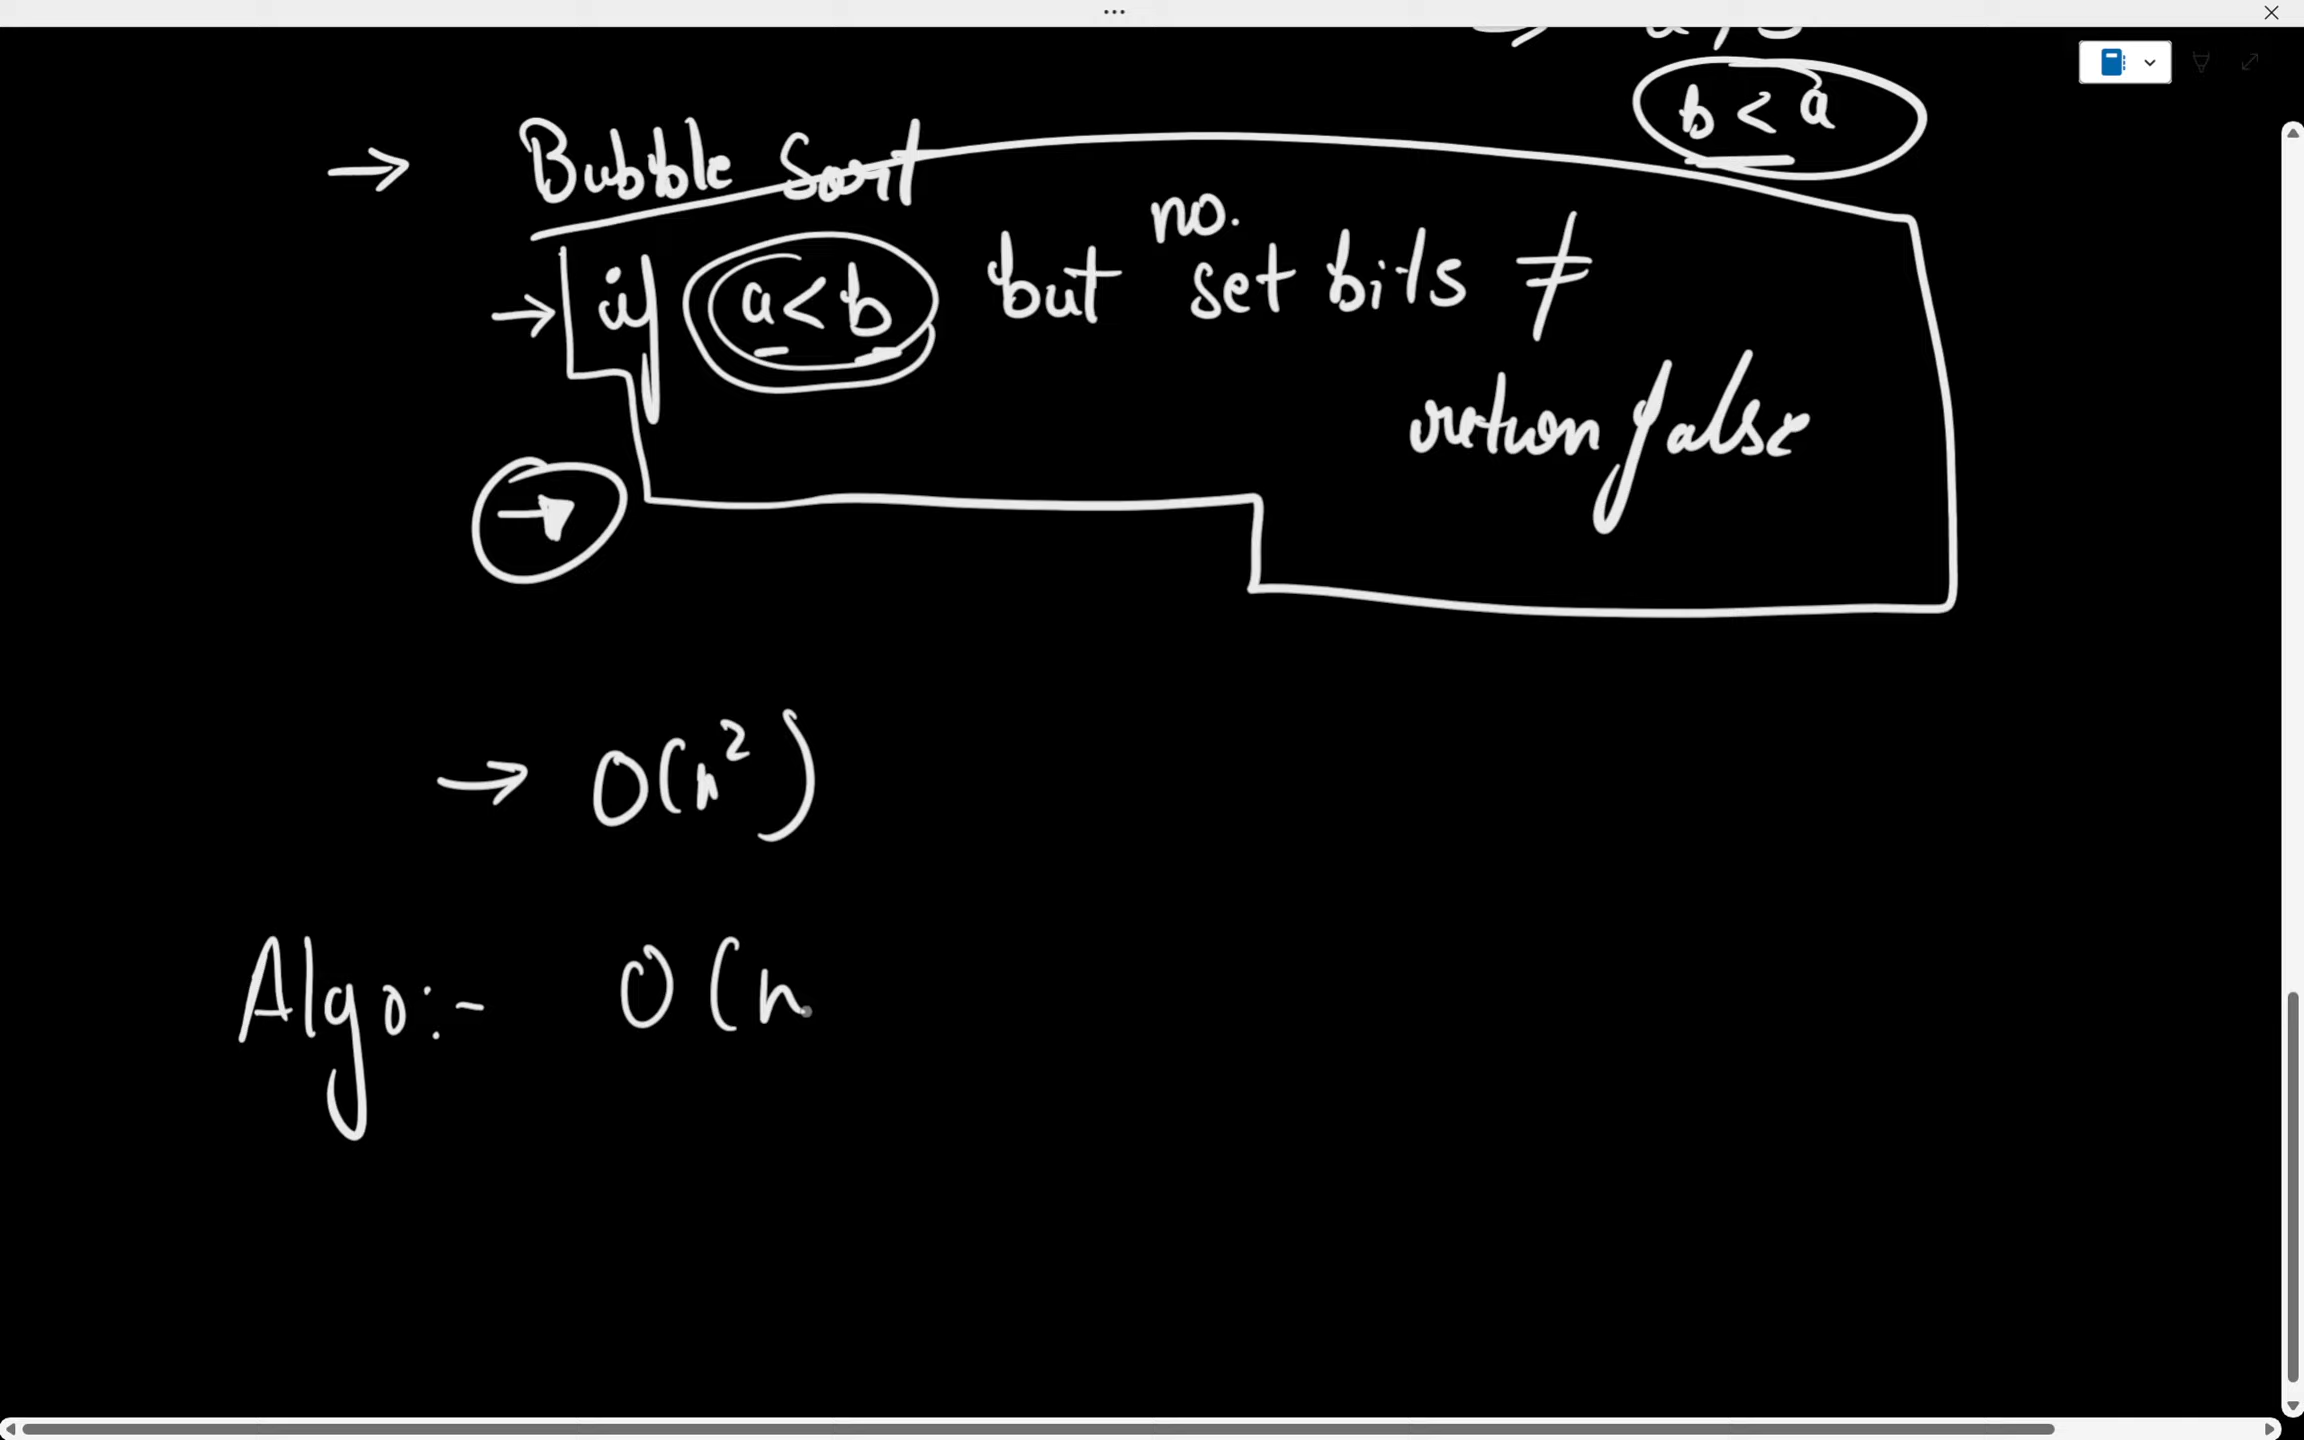 b < a
→ Bubble Sort
no.
→ if a < b but set bits ≠
return false
→
→ O(n²)
Algo:- O(n